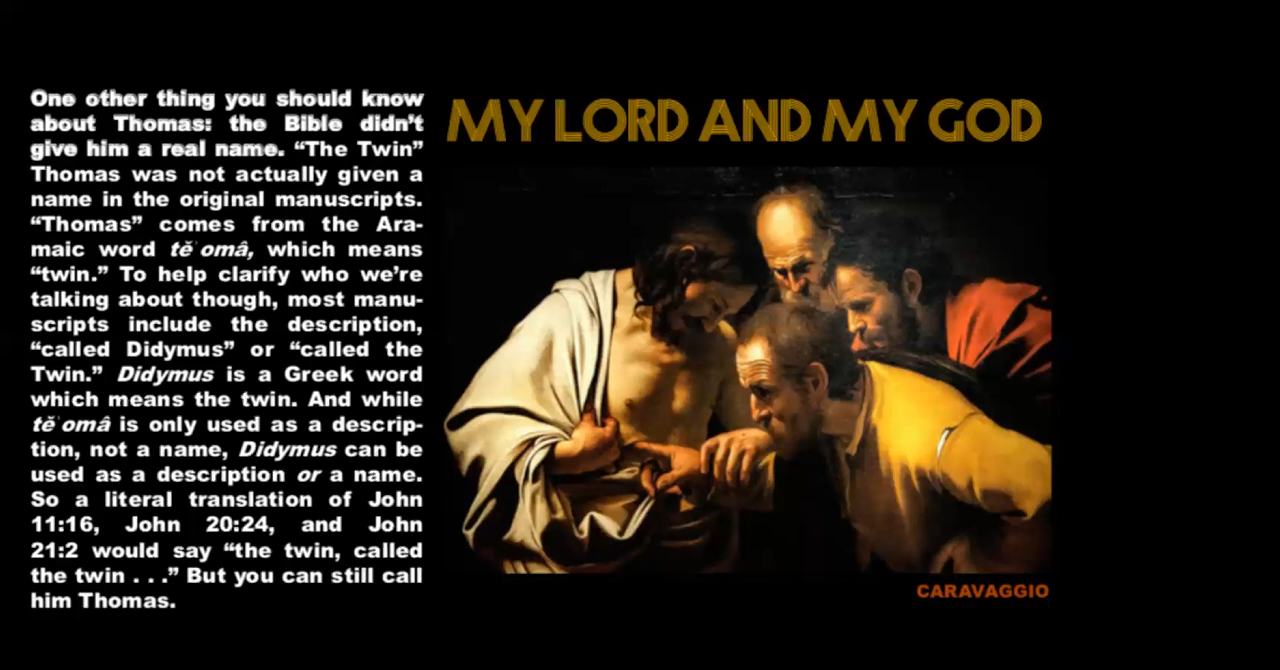 One other thing you should know
about Thomas: the Bible didn’t
give him a real name. “The Twin”
Thomas was not actually given a
name in the original manuscripts.
“Thomas” comes from the Ara-
maic word tĕʾomâ, which means
“twin.” To help clarify who we’re
talking about though, most manu-
scripts include the description,
“called Didymus” or “called the
Twin.” Didymus is a Greek word
which means the twin. And while
tĕʾomâ is only used as a descrip-
tion, not a name, Didymus can be
used as a description or a name.
So a literal translation of John
11:16, John 20:24, and John
21:2 would say “the twin, called
the twin . . .” But you can still call
him Thomas.
MY LORD AND MY GOD
CARAVAGGIO